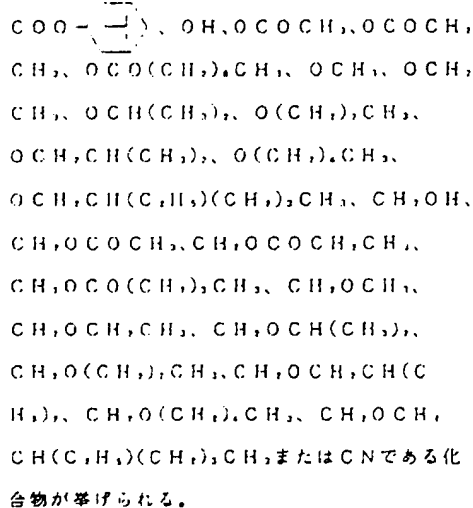 COO-、OH、OCOCH₃、OCOCH₂
CH₃、OCO(CH₂)₄CH₃、OCH₃、OCH₂
CH₃、OCH(CH₃)₂、O(CH₂)₃CH₃、
OCH₂CH(CH₃)₂、O(CH₂)₄CH₃、
OCH₂CH(C₂H₅)(CH₂)₃CH₃、CH₂OH、
CH₂OCOCH₃、CH₂OCOCH₂CH₃、
CH₂OCO(CH₂)₃CH₃、CH₂OCH₃、
CH₂OCH₂CH₃、CH₂OCH(CH₃)₂、
CH₂O(CH₂)₃CH₃、CH₂OCH₂CH(C
H₃)₂、CH₂O(CH₂)₄CH₃、CH₂OCH₂
CH(C₂H₅)(CH₂)₃CH₃またはCNである化
合物が挙げられる。